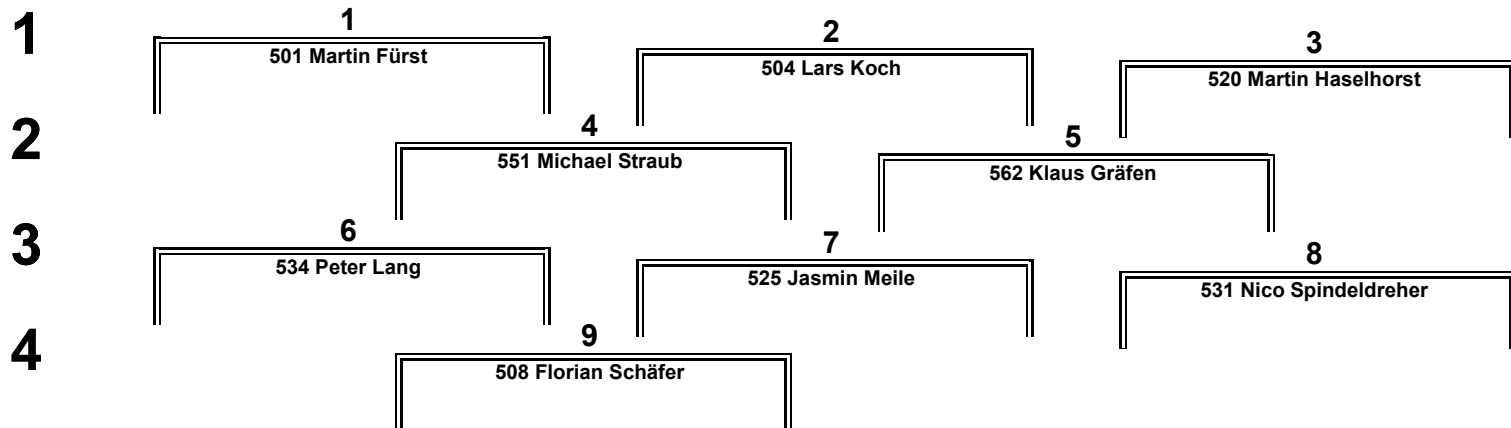 1
1
501 Martin Fürst
2
504 Lars Koch
3
520 Martin Haselhorst
2
4
551 Michael Straub
5
562 Klaus Gräfen
3
6
534 Peter Lang
7
525 Jasmin Meile
8
531 Nico Spindeldreher
4
9
508 Florian Schäfer